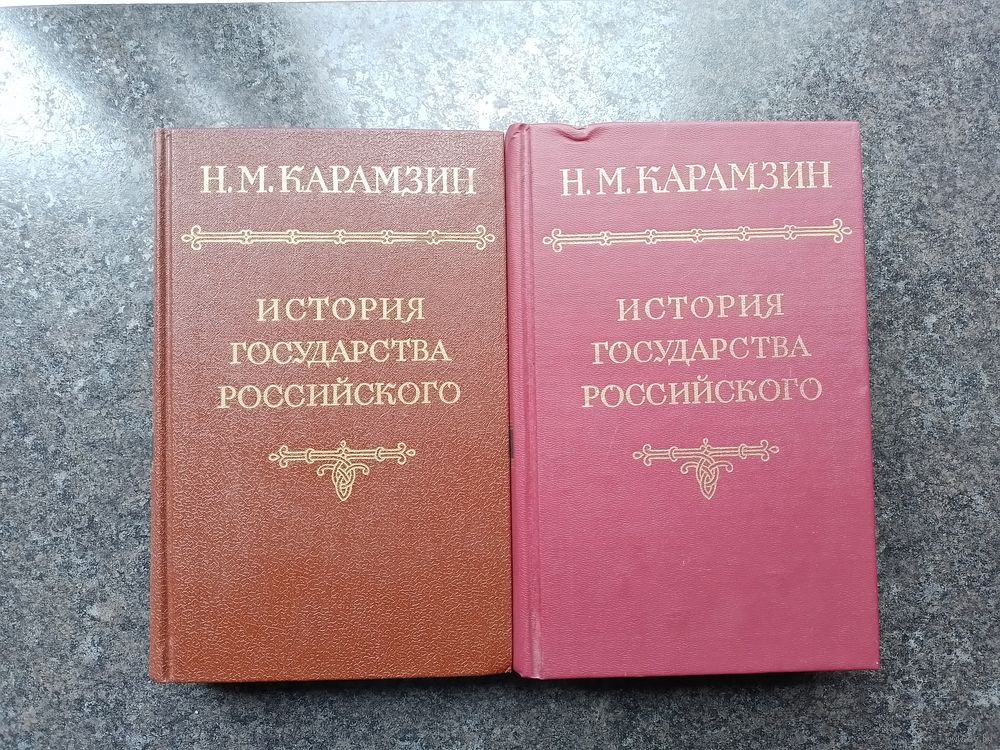 Н. М. КАРАМЗИН
ИСТОРИЯ
ГОСУДАРСТВА
РОССИЙСКОГО
Н. М. КАРАМЗИН
ИСТОРИЯ
ГОСУДАРСТВА
РОССИЙСКОГО